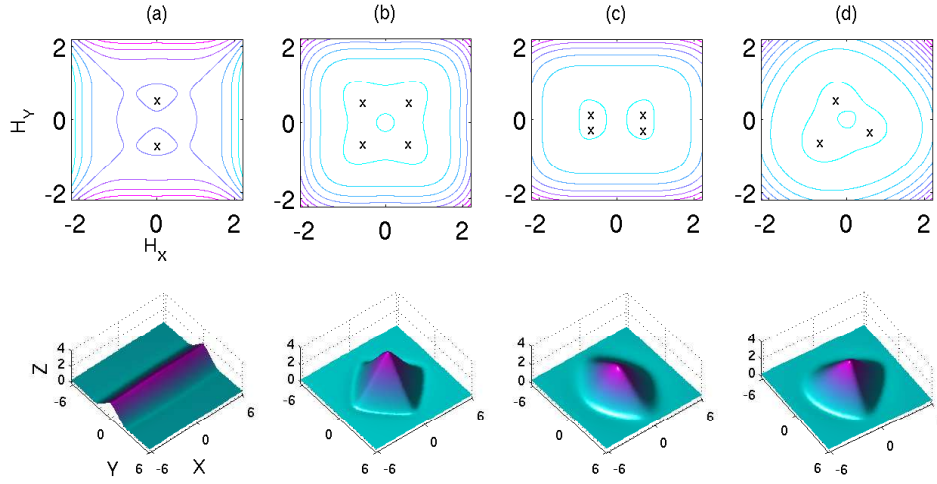 (a) (b) (c) (d)
2 2 2 2
H_Y 0 0 0 0
-2 -2 -2 -2
-2 0 2 -2 0 2 -2 0 2 -2 0 2
H_X
x x
x x x x
x x x x
x x x
4 4 4 4
Z 2 2 2 2
0 0 0 0
-6 6 -6 6 -6 6 -6 6
0 0 0 0 0 0 0 0
Y X
6 -6 6 -6 6 -6 6 -6